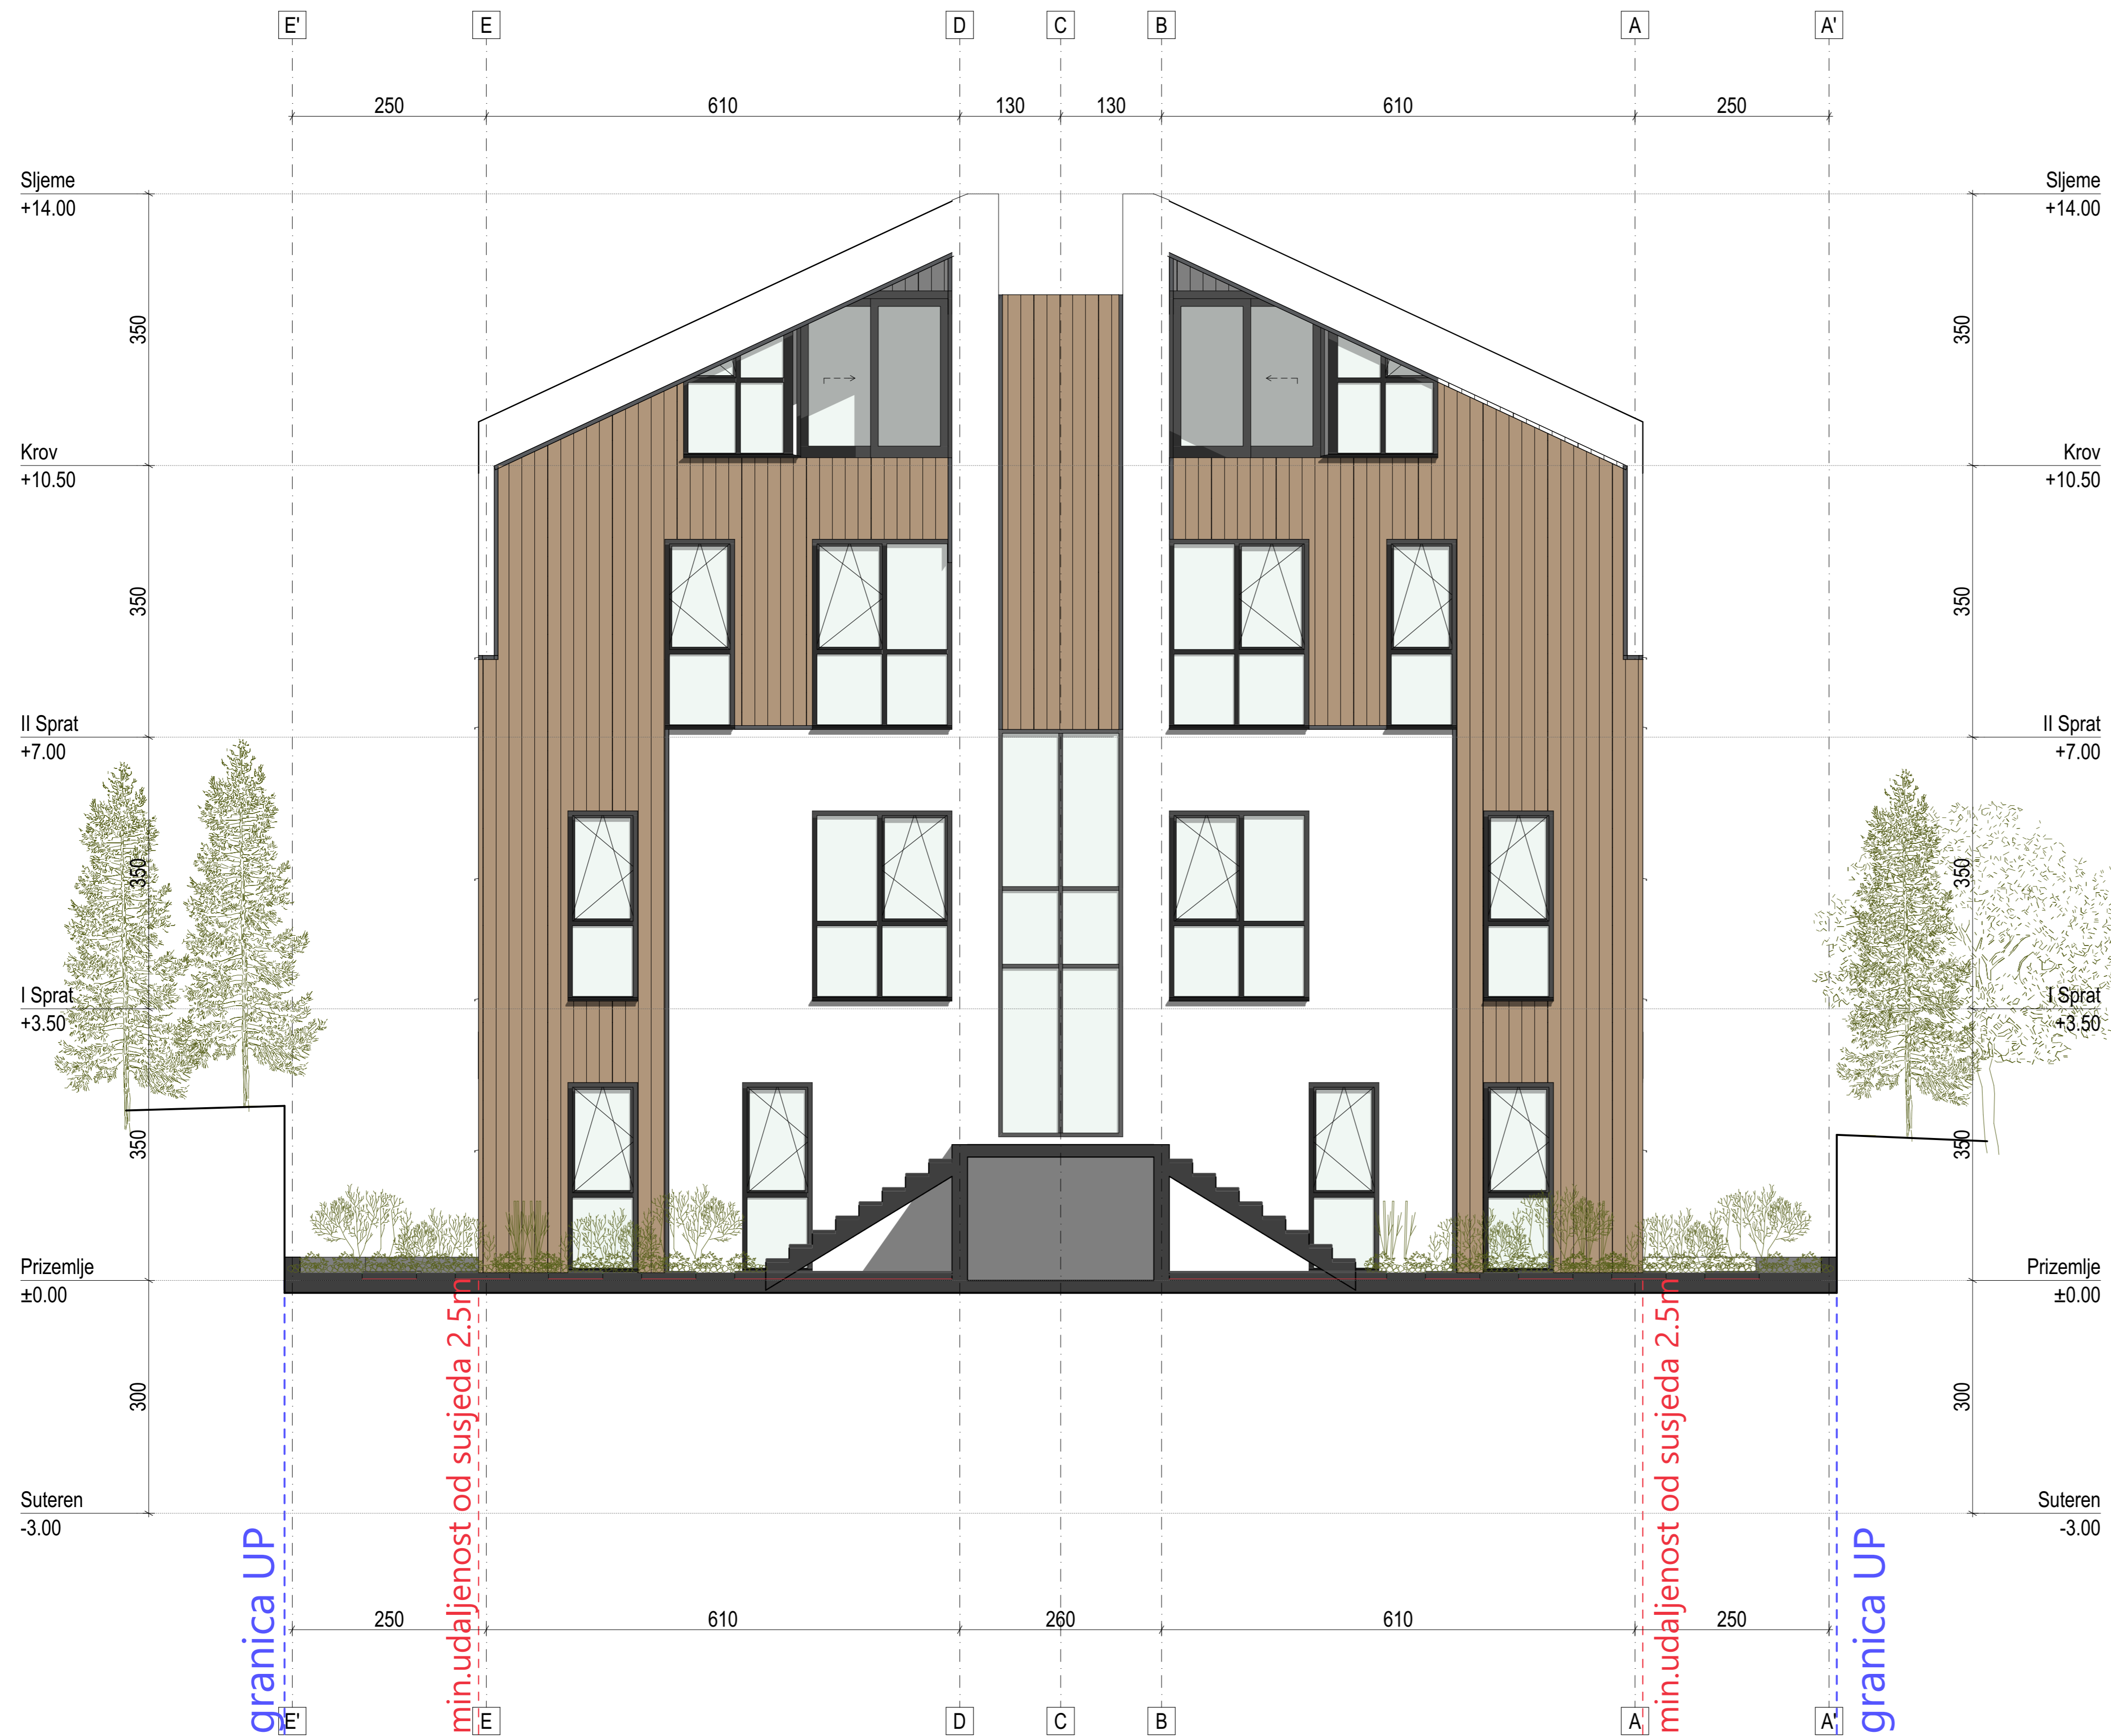 E' E D C B A A'
250 610 130 130 610 250
Sljeme Sljeme
+14.00 +14.00
350 350
Krov Krov
+10.50 +10.50
350 350
II Sprat II Sprat
+7.00 +7.00
350 350
I Sprat I Sprat
+3.50 +3.50
350 350
Prizemlje Prizemlje
±0.00 ±0.00
min.udaljenost od susjeda 2.5m min.udaljenost od susjeda 2.5m
300 300
Suteren Suteren
-3.00 -3.00
granica UP granica UP
250 610 260 610 250
E' E D C B A A'